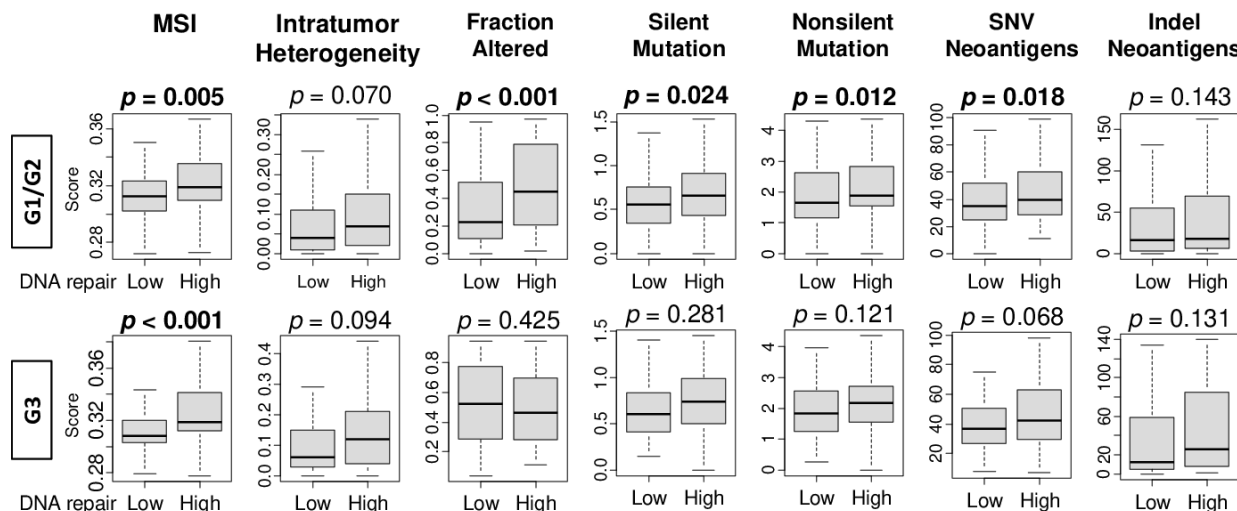 MSI
Intratumor
Heterogeneity
Fraction
Altered
Silent
Mutation
Nonsilent
Mutation
SNV
Neoantigens
Indel
Neoantigens
G1/G2
Score
p = 0.005
0.36
0.32
0.28
p = 0.070
0.30
0.20
0.10
0.00
p < 0.001
1.0
0.8
0.6
0.4
0.2
0.0
p = 0.024
1.5
1.0
0.5
0.0
p = 0.012
4
3
2
1
0
p = 0.018
100
80
60
40
20
0
p = 0.143
150
100
50
0
DNA repair Low High
Low High
Low High
Low High
Low High
Low High
Low High
G3
Score
p < 0.001
0.36
0.32
0.28
p = 0.094
0.4
0.3
0.2
0.1
0.0
p = 0.425
0.8
0.6
0.4
0.2
p = 0.281
1.5
1.0
0.5
0.0
p = 0.121
4
3
2
1
0
p = 0.068
100
80
60
40
20
p = 0.131
140
100
60
20
0
DNA repair Low High
Low High
Low High
Low High
Low High
Low High
Low High